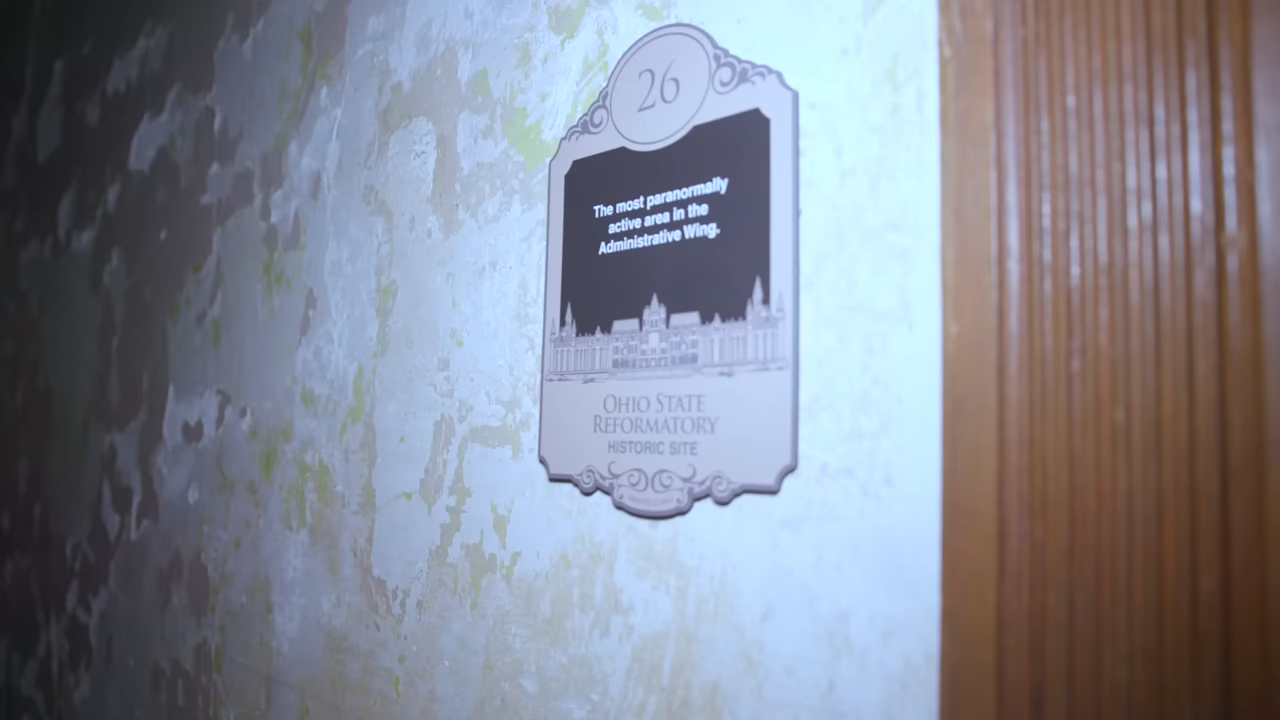 26
The most paranormally
active area in the
Administrative Wing.
OHIO STATE
REFORMATORY
HISTORIC SITE